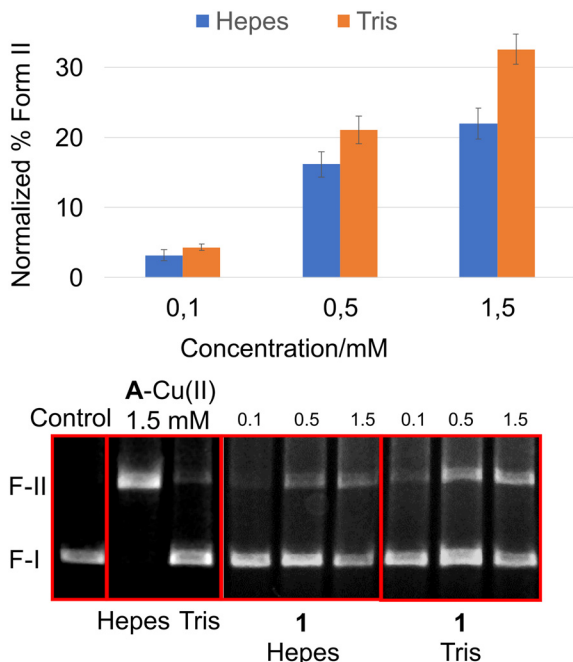 Hepes Tris
Normalized % Form II
30
20
10
0
0,1 0,5 1,5
Concentration/mM
A-Cu(II)
Control 1.5 mM 0.1 0.5 1.5 0.1 0.5 1.5
F-II
F-I
Hepes Tris 1 1
Hepes Tris